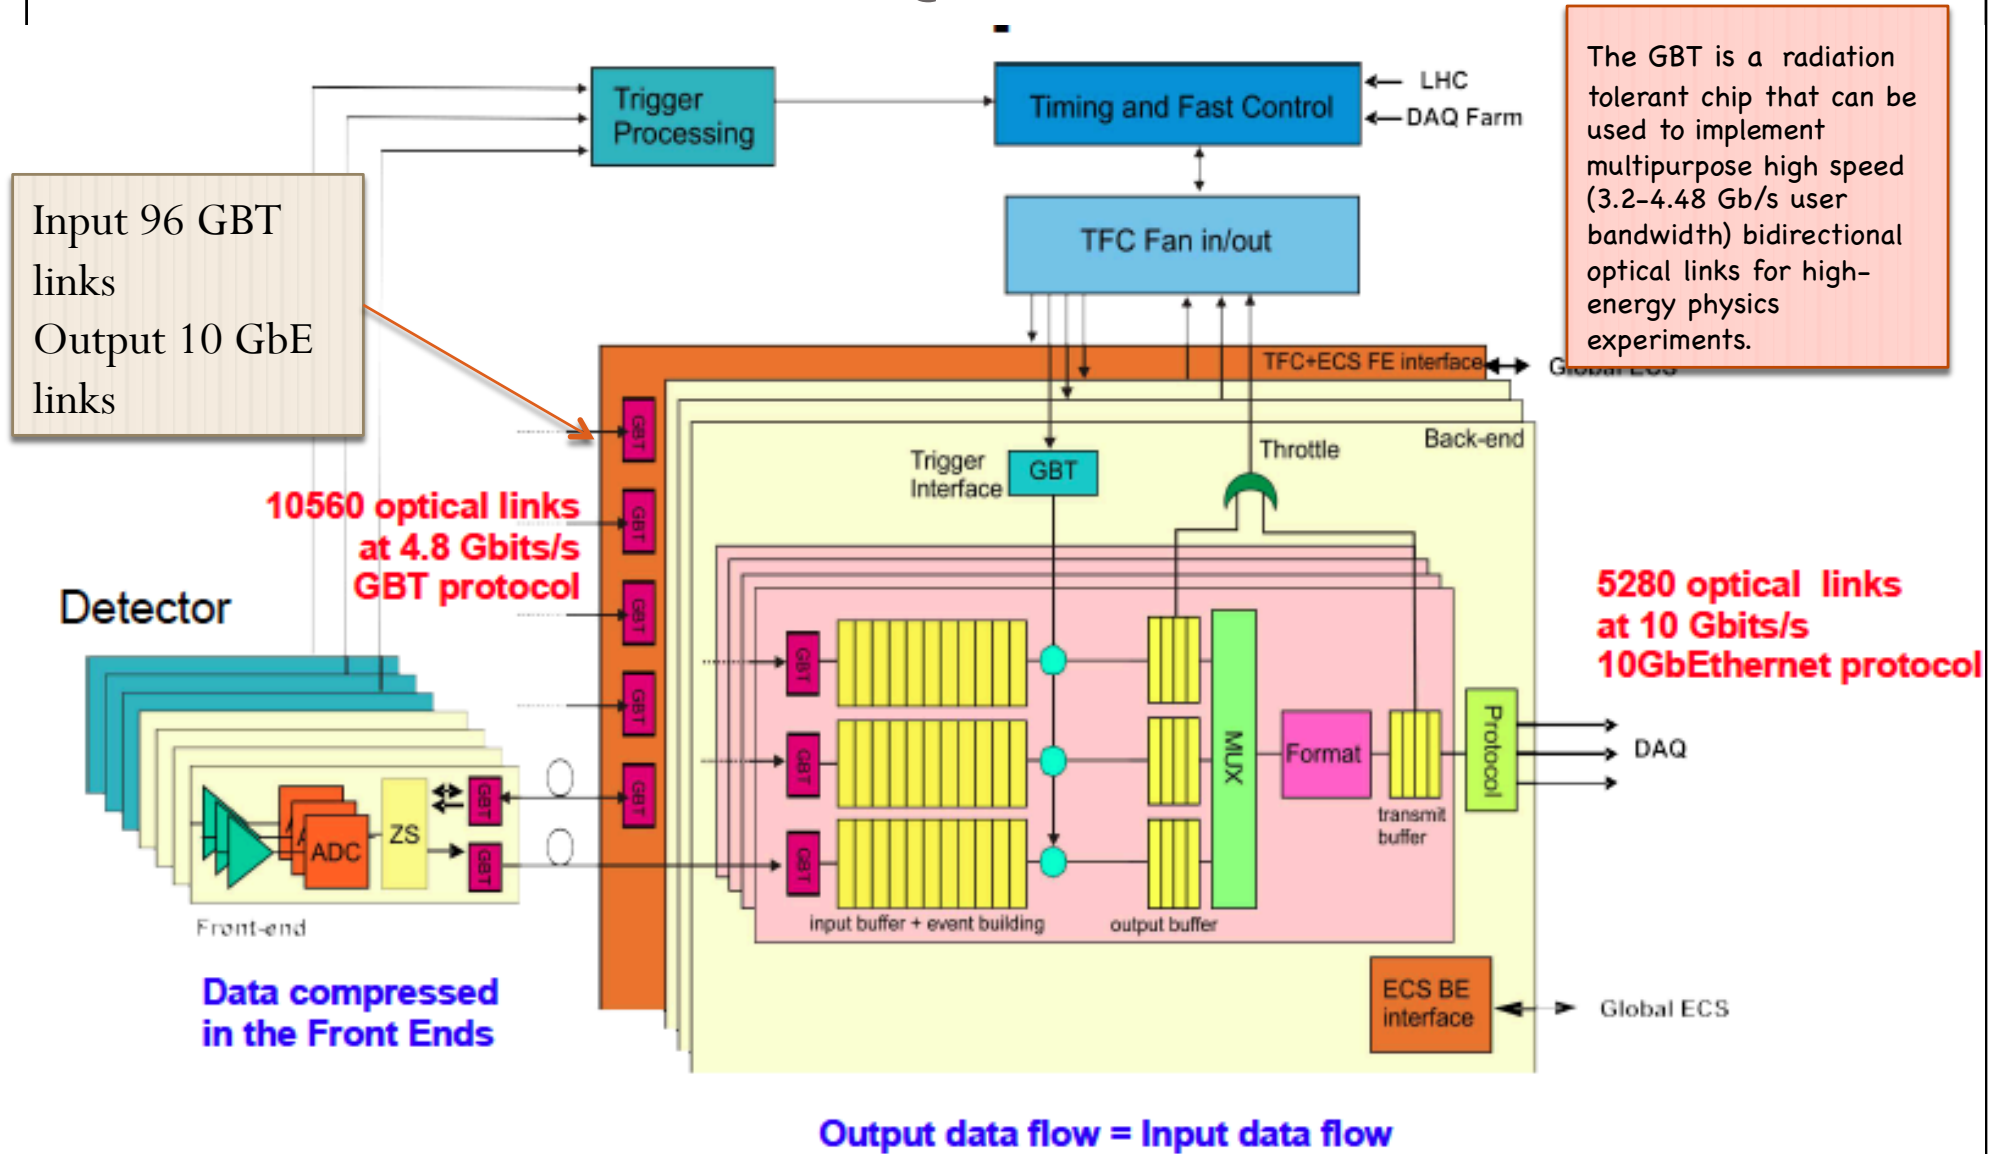 The GBT is a radiation
tolerant chip that can be
used to implement
multipurpose high speed
(3.2-4.48 Gb/s user
bandwidth) bidirectional
optical links for high-
energy physics
experiments.
Trigger
Processing
Timing and Fast Control
LHC
DAQ Farm
Input 96 GBT
links
Output 10 GbE
links
TFC Fan in/out
TFC+ECS FE interface
Global ECS
Back-end
Throttle
Trigger
Interface
GBT
GBT
GBT
GBT
GBT
GBT
10560 optical links
at 4.8 Gbits/s
GBT protocol
Detector
5280 optical links
at 10 Gbits/s
10GbEthernet protocol
GBT
GBT
GBT
MUX
Format
Protocol
DAQ
transmit
buffer
A
ADC
ZS
GBT
GBT
Front-end
input buffer + event building
output buffer
Data compressed
in the Front Ends
ECS BE
interface
Global ECS
Output data flow = Input data flow